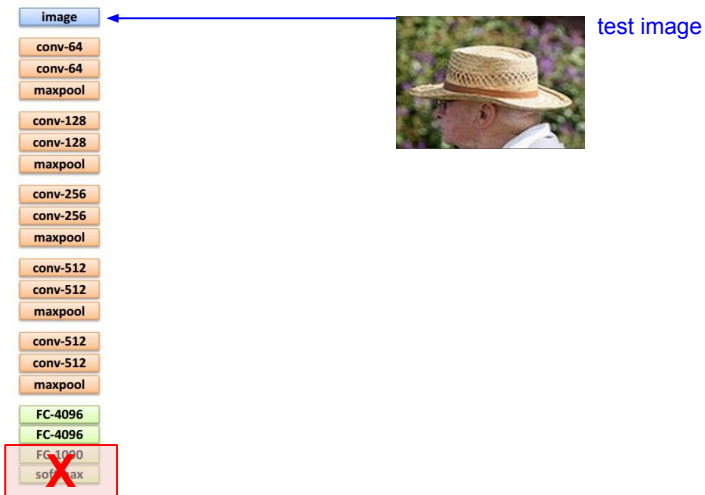 image
test image
conv-64
conv-64
maxpool
conv-128
conv-128
maxpool
conv-256
conv-256
maxpool
conv-512
conv-512
maxpool
conv-512
conv-512
maxpool
FC-4096
FC-4096
FC-1000
softmax
X